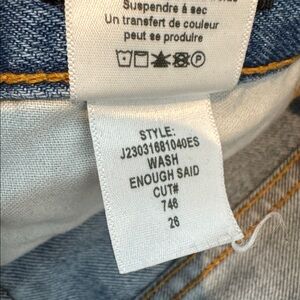 Suspendre à sec
Un transfert de couleur
peut se produire
STYLE:
J23031681040ES
WASH
ENOUGH SAID
CUT#
746
26